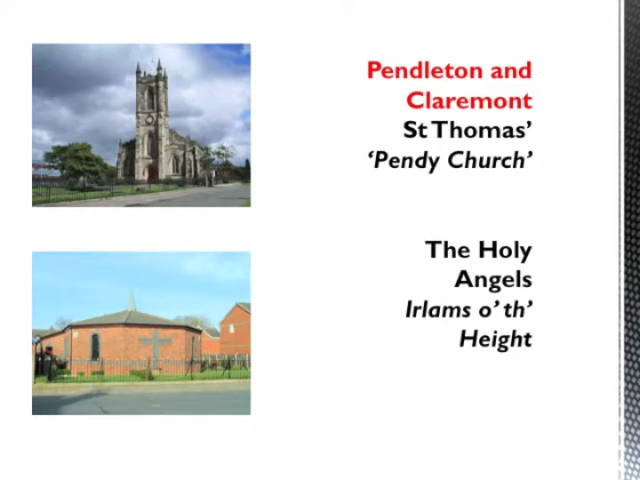 Pendleton and
Claremont
St Thomas’
‘Pendy Church’
The Holy
Angels
Irlams o’ th’
Height